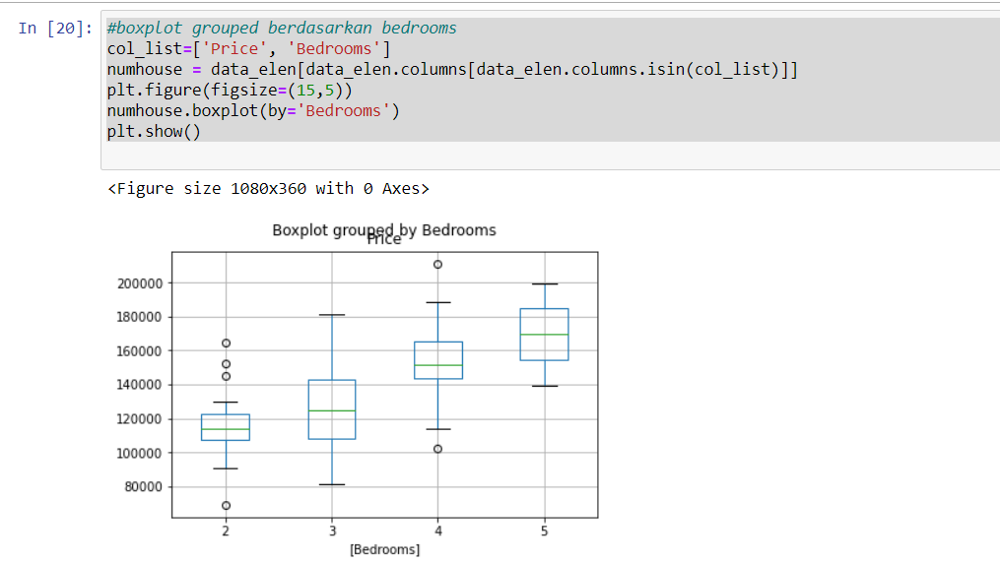 In [20]: #boxplot grouped berdasarkan bedrooms
col_list=['Price', 'Bedrooms']
numhouse = data_elen[data_elen.columns[data_elen.columns.isin(col_list)]]
plt.figure(figsize=(15,5))
numhouse.boxplot(by='Bedrooms')
plt.show()
<Figure size 1080x360 with 0 Axes>
Boxplot grouped by Bedrooms
Price
200000
180000
160000
140000
120000
100000
80000
2 3 4 5
[Bedrooms]